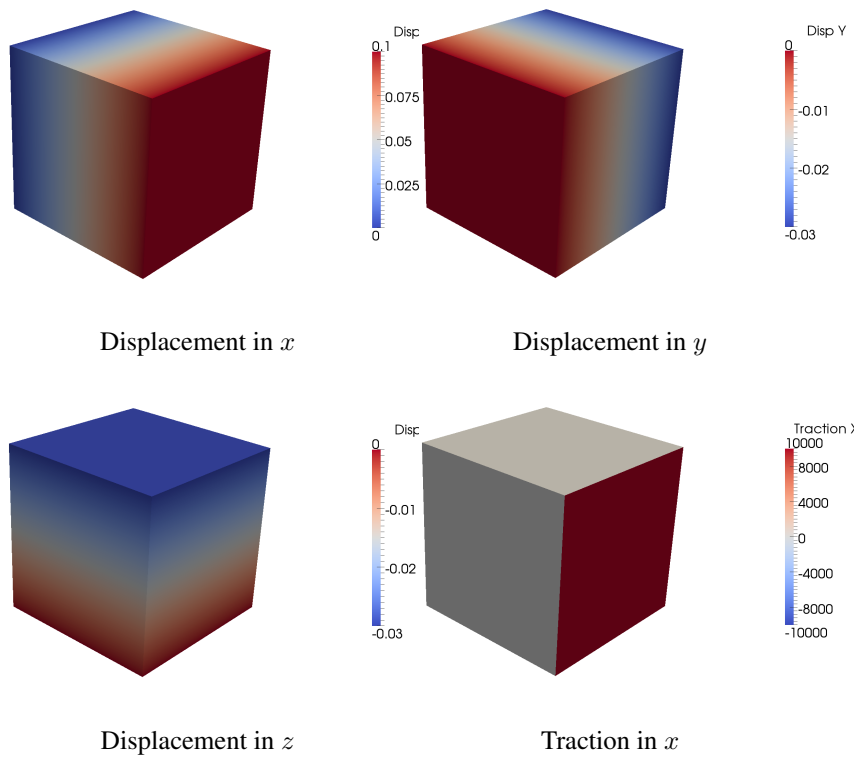 Disp
0.1
0.075
0.05
0.025
0
Disp Y
0
-0.01
-0.02
-0.03
Displacement in x
Displacement in y
Disp
0
-0.01
-0.02
-0.03
Traction X
10000
8000
4000
0
-4000
-8000
-10000
Displacement in z
Traction in x